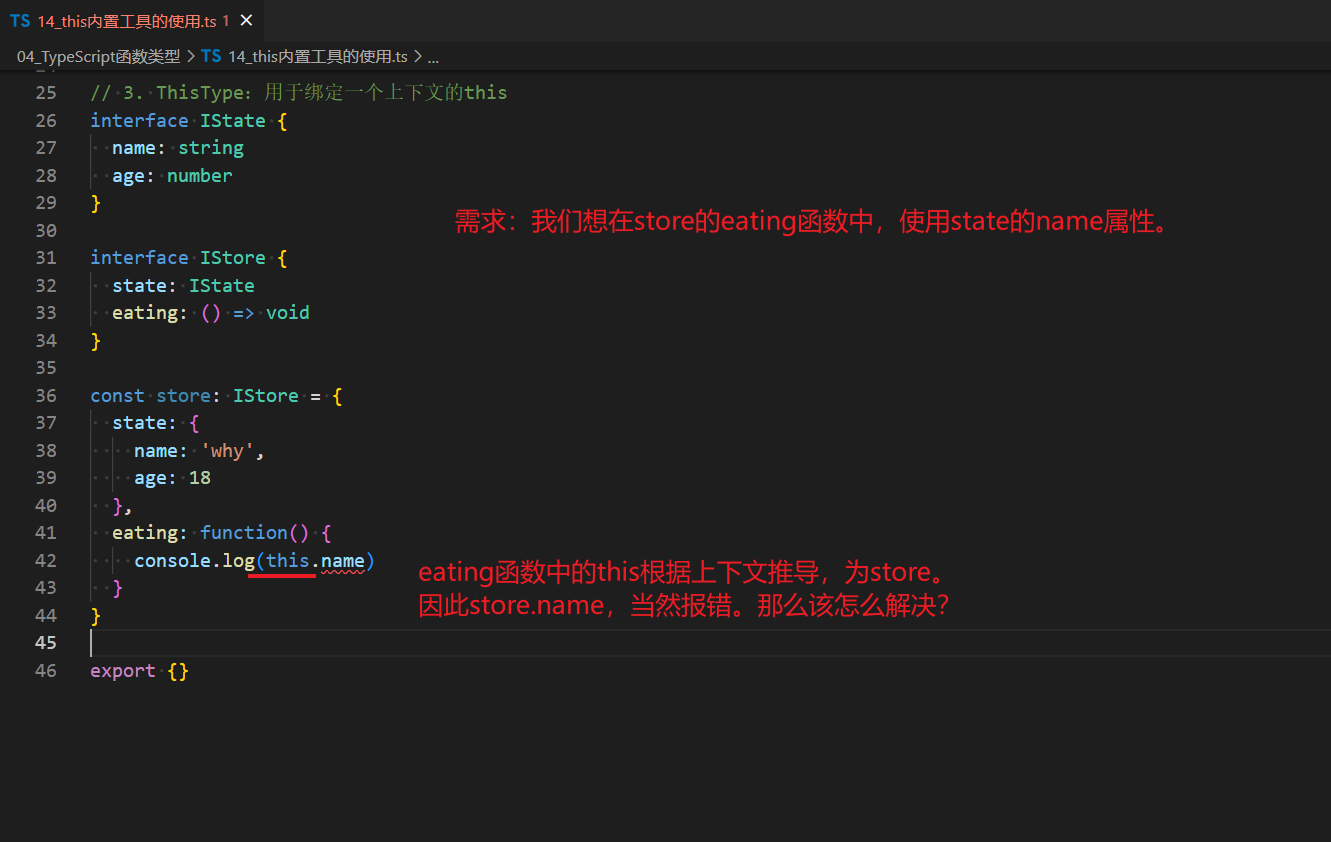 TS 14_this内置工具的使用.ts 1 ×
04_TypeScript函数类型 > TS 14_this内置工具的使用.ts > ...
25 // 3. ThisType: 用于绑定一个上下文的this
26 interface IState {
27 name: string
28 age: number
29 }
需求：我们想在store的eating函数中，使用state的name属性。
30
31 interface IStore {
32 state: IState
33 eating: () => void
34 }
35
36 const store: IStore = {
37 state: {
38 name: 'why',
39 age: 18
40 },
41 eating: function() {
42 console.log(this.name)
eating函数中的this根据上下文推导，为store。
43 }
因此store.name，当然报错。那么该怎么解决？
44 }
45
46 export {}